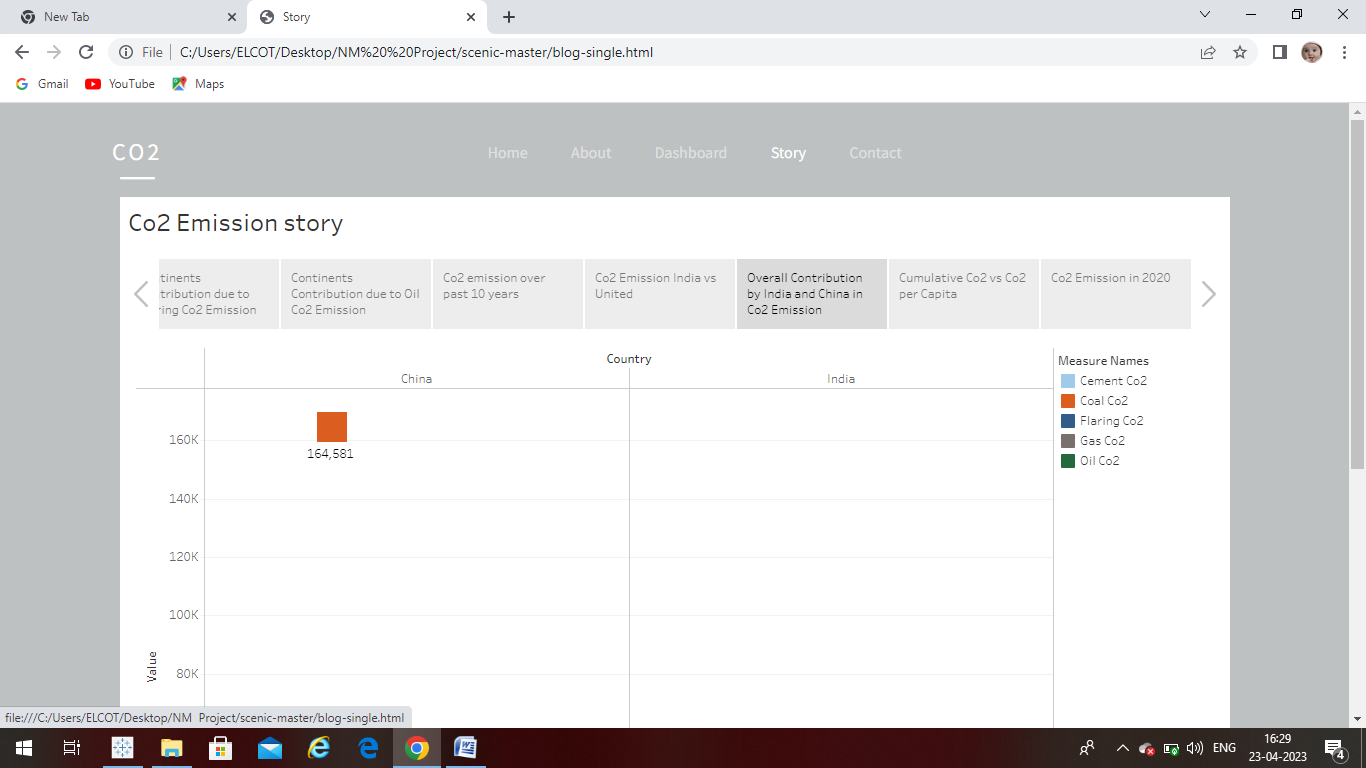 New Tab
Story
File
C:/Users/ELCOT/Desktop/NM%20%20Project/scenic-master/blog-single.html
Gmail
YouTube
Maps
CO2
Home
About
Dashboard
Story
Contact
Co2 Emission story
tinents
tribution due to
ring Co2 Emission
Continents
Contribution due to Oil
Co2 Emission
Co2 emission over
past 10 years
Co2 Emission India vs
United
Overall Contribution
by India and China in
Co2 Emission
Cumulative Co2 vs Co2
per Capita
Co2 Emission in 2020
Country
China
India
Measure Names
Cement Co2
Coal Co2
Flaring Co2
Gas Co2
Oil Co2
160K
164,581
140K
120K
100K
80K
Value
file:///C:/Users/ELCOT/Desktop/NM  Project/scenic-master/blog-single.html
ENG
16:29
23-04-2023
4